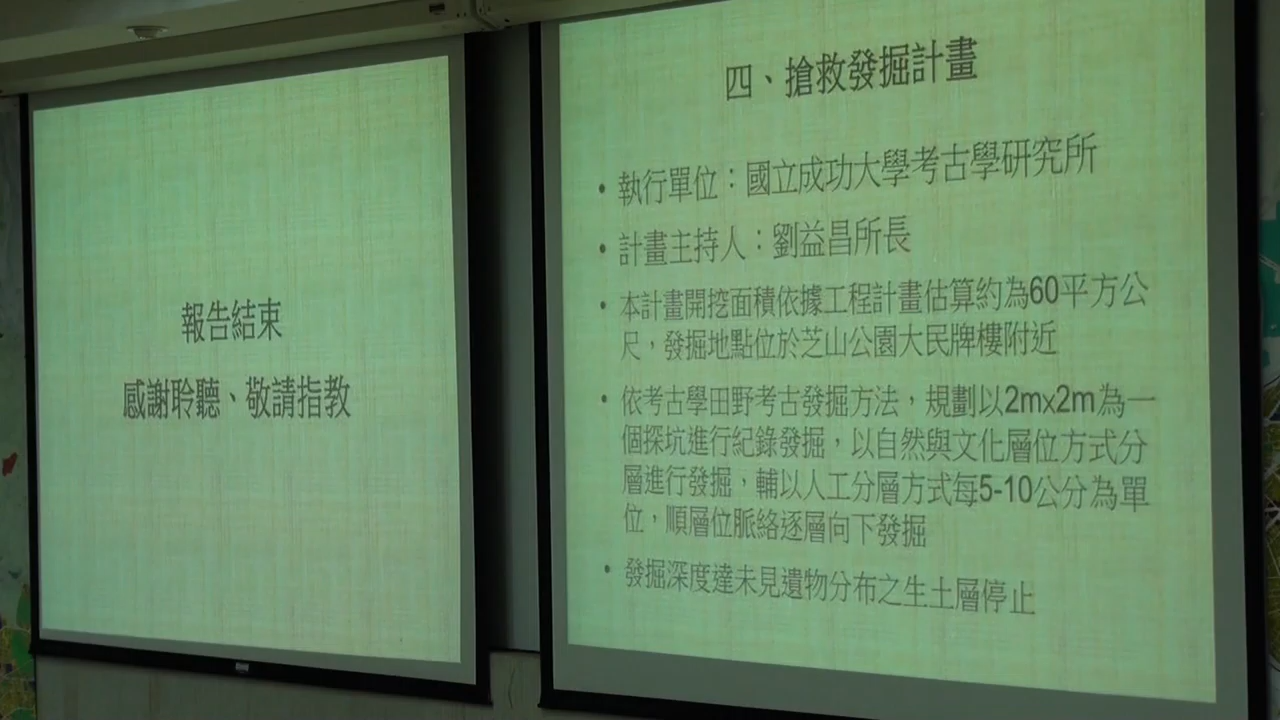 報告結束
感謝聆聽、敬請指教
四、搶救發掘計畫
• 執行單位：國立成功大學考古學研究所
• 計畫主持人：劉益昌所長
• 本計畫開挖面積依據工程計畫估算約為60平方公
尺，發掘地點位於芝山公園大民牌樓附近
• 依考古學田野考古發掘方法，規劃以2mx2m為一
個探坑進行紀錄發掘，以自然與文化層位方式分
層進行發掘，輔以人工分層方式每5-10公分為單
位，順層位脈絡逐層向下發掘
• 發掘深度達未見遺物分布之生土層停止